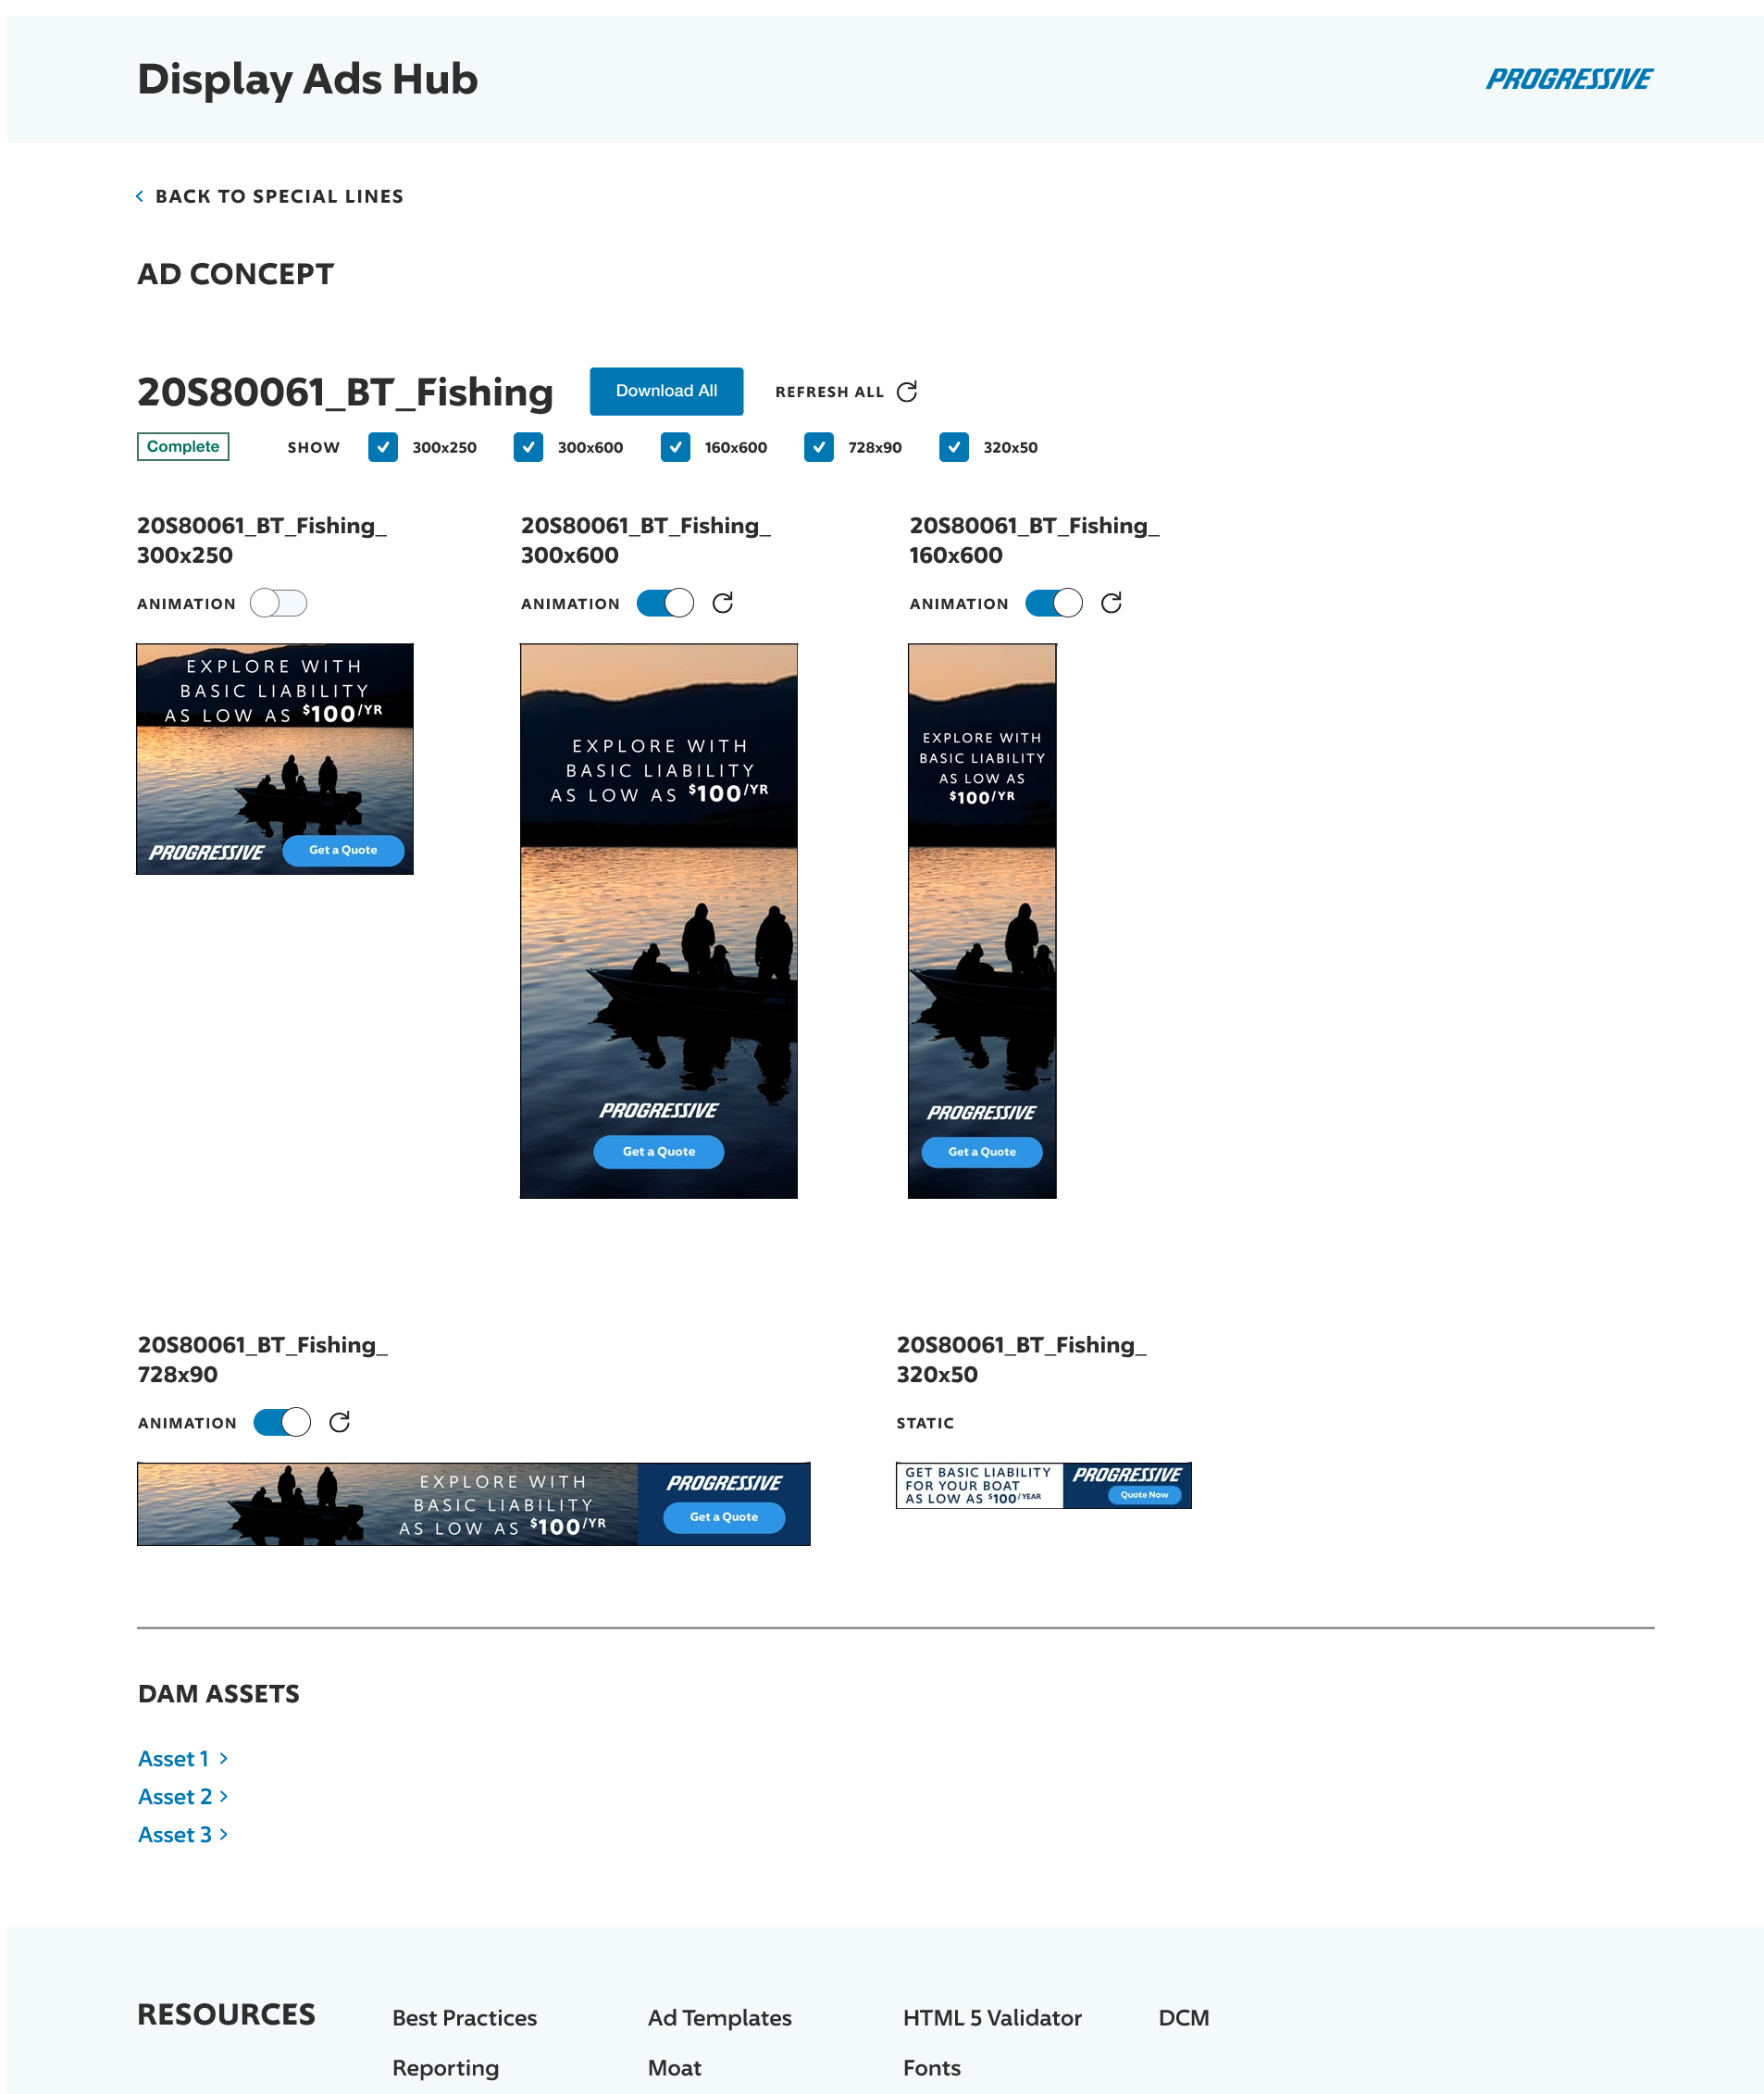 Display Ads Hub
PROGRESSIVE
BACK TO SPECIAL LINES
AD CONCEPT
20S80061_BT_Fishing
Download All
REFRESH ALL
Complete
SHOW
300x250
300x600
160x600
728x90
320x50
20S80061_BT_Fishing_
300x250
ANIMATION
EXPLORE WITH
BASIC LIABILITY
AS LOW AS $100/YR
PROGRESSIVE
Get a Quote
20S80061_BT_Fishing_
300x600
ANIMATION
EXPLORE WITH
BASIC LIABILITY
AS LOW AS $100/YR
PROGRESSIVE
Get a Quote
20S80061_BT_Fishing_
160x600
ANIMATION
EXPLORE WITH
BASIC LIABILITY
AS LOW AS
$100/YR
PROGRESSIVE
Get a Quote
20S80061_BT_Fishing_
728x90
ANIMATION
EXPLORE WITH
BASIC LIABILITY
AS LOW AS $100/YR
PROGRESSIVE
Get a Quote
20S80061_BT_Fishing_
320x50
STATIC
GET BASIC LIABILITY
FOR YOUR BOAT
AS LOW AS $100/YEAR
PROGRESSIVE
Quote Now
DAM ASSETS
Asset 1
Asset 2
Asset 3
RESOURCES
Best Practices
Ad Templates
HTML 5 Validator
DCM
Reporting
Moat
Fonts